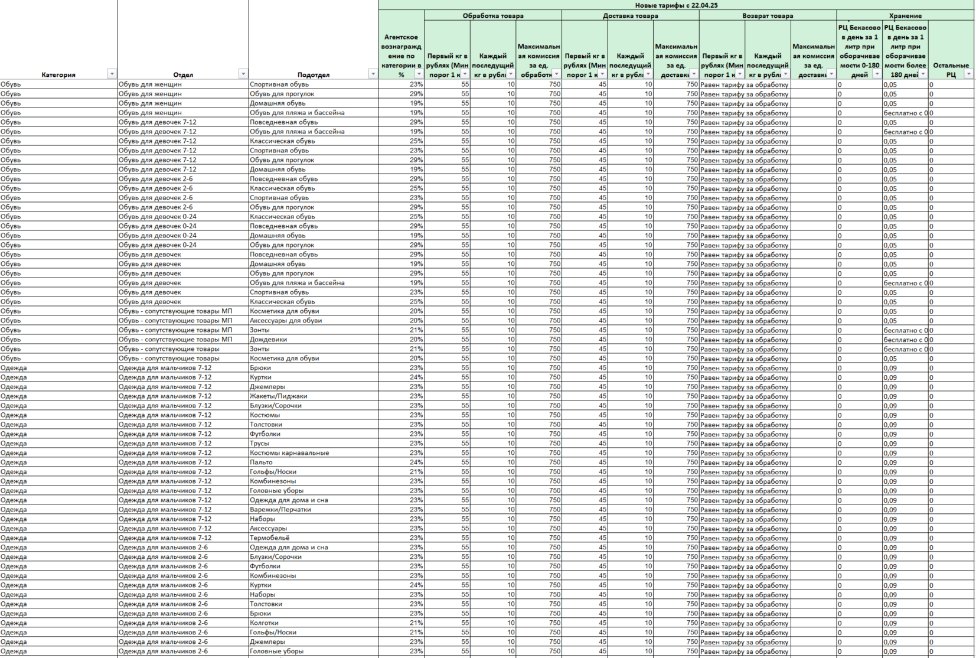 Новые тарифы с 22.04.25
Обработка товара Доставка товара Возврат товара Хранение
Категория Отдел Подотдел Агентское вознагражд ение по категории в % Первый кг в рублях (Мин порог 1 к Каждый последующий кг в рубл Максимальн ая комиссия за ед. обработ Первый кг в рублях (Мин порог 1 к Каждый последующий кг в рубл Максимальн ая комиссия за ед. доставк Первый кг в рублях (Мин порог 1 к Каждый последующий кг в рубл Максимальн ая комиссия за ед. доставк РЦ Бекасово в день за 1 литр при оборачивае мости 0-180 дней РЦ Бекасово в день за 1 литр при оборачивае мости более 180 дней Остальные РЦ
Обувь Обувь для женщин Спортивная обувь 23% 55 10 750 45 10 750 Равен тарифу за обработку 0 0,05 0
Обувь Обувь для женщин Обувь для прогулок 29% 55 10 750 45 10 750 Равен тарифу за обработку 0 0,05 0
Обувь Обувь для женщин Домашняя обувь 19% 55 10 750 45 10 750 Равен тарифу за обработку 0 0,05 0
Обувь Обувь для женщин Обувь для пляжа и бассейна 19% 55 10 750 45 10 750 Равен тарифу за обработку 0 бесплатно с 0 0
Обувь Обувь для девочек 7-12 Повседневная обувь 29% 55 10 750 45 10 750 Равен тарифу за обработку 0 0,05 0
Обувь Обувь для девочек 7-12 Обувь для пляжа и бассейна 19% 55 10 750 45 10 750 Равен тарифу за обработку 0 бесплатно с 0 0
Обувь Обувь для девочек 7-12 Классическая обувь 25% 55 10 750 45 10 750 Равен тарифу за обработку 0 0,05 0
Обувь Обувь для девочек 7-12 Спортивная обувь 23% 55 10 750 45 10 750 Равен тарифу за обработку 0 0,05 0
Обувь Обувь для девочек 7-12 Обувь для прогулок 29% 55 10 750 45 10 750 Равен тарифу за обработку 0 0,05 0
Обувь Обувь для девочек 7-12 Домашняя обувь 19% 55 10 750 45 10 750 Равен тарифу за обработку 0 0,05 0
Обувь Обувь для девочек 2-6 Повседневная обувь 29% 55 10 750 45 10 750 Равен тарифу за обработку 0 0,05 0
Обувь Обувь для девочек 2-6 Классическая обувь 25% 55 10 750 45 10 750 Равен тарифу за обработку 0 0,05 0
Обувь Обувь для девочек 2-6 Спортивная обувь 23% 55 10 750 45 10 750 Равен тарифу за обработку 0 0,05 0
Обувь Обувь для девочек 2-6 Обувь для прогулок 29% 55 10 750 45 10 750 Равен тарифу за обработку 0 0,05 0
Обувь Обувь для девочек 0-24 Классическая обувь 25% 55 10 750 45 10 750 Равен тарифу за обработку 0 0,05 0
Обувь Обувь для девочек 0-24 Повседневная обувь 29% 55 10 750 45 10 750 Равен тарифу за обработку 0 0,05 0
Обувь Обувь для девочек 0-24 Домашняя обувь 19% 55 10 750 45 10 750 Равен тарифу за обработку 0 0,05 0
Обувь Обувь для девочек 0-24 Обувь для прогулок 29% 55 10 750 45 10 750 Равен тарифу за обработку 0 0,05 0
Обувь Обувь для девочек Повседневная обувь 29% 55 10 750 45 10 750 Равен тарифу за обработку 0 0,05 0
Обувь Обувь для девочек Домашняя обувь 19% 55 10 750 45 10 750 Равен тарифу за обработку 0 0,05 0
Обувь Обувь для девочек Обувь для прогулок 29% 55 10 750 45 10 750 Равен тарифу за обработку 0 0,05 0
Обувь Обувь для девочек Обувь для пляжа и бассейна 19% 55 10 750 45 10 750 Равен тарифу за обработку 0 бесплатно с 0 0
Обувь Обувь для девочек Спортивная обувь 23% 55 10 750 45 10 750 Равен тарифу за обработку 0 0,05 0
Обувь Обувь для девочек Классическая обувь 25% 55 10 750 45 10 750 Равен тарифу за обработку 0 0,05 0
Обувь Обувь - сопутствующие товары МП Косметика для обуви 20% 55 10 750 45 10 750 Равен тарифу за обработку 0 0,05 0
Обувь Обувь - сопутствующие товары МП Аксессуары для обуви 20% 55 10 750 45 10 750 Равен тарифу за обработку 0 0,05 0
Обувь Обувь - сопутствующие товары МП Зонты 21% 55 10 750 45 10 750 Равен тарифу за обработку 0 бесплатно с 0 0
Обувь Обувь - сопутствующие товары МП Дождевики 20% 55 10 750 45 10 750 Равен тарифу за обработку 0 бесплатно с 0 0
Обувь Обувь - сопутствующие товары Зонты 21% 55 10 750 45 10 750 Равен тарифу за обработку 0 бесплатно с 0 0
Обувь Обувь - сопутствующие товары Косметика для обуви 20% 55 10 750 45 10 750 Равен тарифу за обработку 0 0,05 0
Одежда Одежда для мальчиков 7-12 Брюки 23% 55 10 750 45 10 750 Равен тарифу за обработку 0 0,09 0
Одежда Одежда для мальчиков 7-12 Куртки 24% 55 10 750 45 10 750 Равен тарифу за обработку 0 0,09 0
Одежда Одежда для мальчиков 7-12 Джемперы 23% 55 10 750 45 10 750 Равен тарифу за обработку 0 0,09 0
Одежда Одежда для мальчиков 7-12 Жакеты/Пиджаки 23% 55 10 750 45 10 750 Равен тарифу за обработку 0 0,09 0
Одежда Одежда для мальчиков 7-12 Блузки/Сорочки 23% 55 10 750 45 10 750 Равен тарифу за обработку 0 0,09 0
Одежда Одежда для мальчиков 7-12 Костюмы 23% 55 10 750 45 10 750 Равен тарифу за обработку 0 0,09 0
Одежда Одежда для мальчиков 7-12 Толстовки 23% 55 10 750 45 10 750 Равен тарифу за обработку 0 0,09 0
Одежда Одежда для мальчиков 7-12 Футболки 23% 55 10 750 45 10 750 Равен тарифу за обработку 0 0,09 0
Одежда Одежда для мальчиков 7-12 Трусы 23% 55 10 750 45 10 750 Равен тарифу за обработку 0 0,09 0
Одежда Одежда для мальчиков 7-12 Костюмы карнавальные 23% 55 10 750 45 10 750 Равен тарифу за обработку 0 0,09 0
Одежда Одежда для мальчиков 7-12 Пальто 24% 55 10 750 45 10 750 Равен тарифу за обработку 0 0,09 0
Одежда Одежда для мальчиков 7-12 Гольфы/Носки 21% 55 10 750 45 10 750 Равен тарифу за обработку 0 0,09 0
Одежда Одежда для мальчиков 7-12 Комбинезоны 23% 55 10 750 45 10 750 Равен тарифу за обработку 0 0,09 0
Одежда Одежда для мальчиков 7-12 Головные уборы 23% 55 10 750 45 10 750 Равен тарифу за обработку 0 0,09 0
Одежда Одежда для мальчиков 7-12 Одежда для дома и сна 23% 55 10 750 45 10 750 Равен тарифу за обработку 0 0,09 0
Одежда Одежда для мальчиков 7-12 Варежки/Перчатки 23% 55 10 750 45 10 750 Равен тарифу за обработку 0 0,09 0
Одежда Одежда для мальчиков 7-12 Наборы 23% 55 10 750 45 10 750 Равен тарифу за обработку 0 0,09 0
Одежда Одежда для мальчиков 7-12 Аксессуары 23% 55 10 750 45 10 750 Равен тарифу за обработку 0 0,09 0
Одежда Одежда для мальчиков 7-12 Термобельё 23% 55 10 750 45 10 750 Равен тарифу за обработку 0 0,09 0
Одежда Одежда для мальчиков 2-6 Одежда для дома и сна 23% 55 10 750 45 10 750 Равен тарифу за обработку 0 0,09 0
Одежда Одежда для мальчиков 2-6 Блузки/Сорочки 23% 55 10 750 45 10 750 Равен тарифу за обработку 0 0,09 0
Одежда Одежда для мальчиков 2-6 Футболки 23% 55 10 750 45 10 750 Равен тарифу за обработку 0 0,09 0
Одежда Одежда для мальчиков 2-6 Комбинезоны 23% 55 10 750 45 10 750 Равен тарифу за обработку 0 0,09 0
Одежда Одежда для мальчиков 2-6 Куртки 24% 55 10 750 45 10 750 Равен тарифу за обработку 0 0,09 0
Одежда Одежда для мальчиков 2-6 Наборы 23% 55 10 750 45 10 750 Равен тарифу за обработку 0 0,09 0
Одежда Одежда для мальчиков 2-6 Толстовки 23% 55 10 750 45 10 750 Равен тарифу за обработку 0 0,09 0
Одежда Одежда для мальчиков 2-6 Брюки 23% 55 10 750 45 10 750 Равен тарифу за обработку 0 0,09 0
Одежда Одежда для мальчиков 2-6 Колготки 21% 55 10 750 45 10 750 Равен тарифу за обработку 0 0,09 0
Одежда Одежда для мальчиков 2-6 Гольфы/Носки 21% 55 10 750 45 10 750 Равен тарифу за обработку 0 0,09 0
Одежда Одежда для мальчиков 2-6 Джемперы 23% 55 10 750 45 10 750 Равен тарифу за обработку 0 0,09 0
Одежда Одежда для мальчиков 2-6 Головные уборы 23% 55 10 750 45 10 750 Равен тарифу за обработку 0 0,09 0